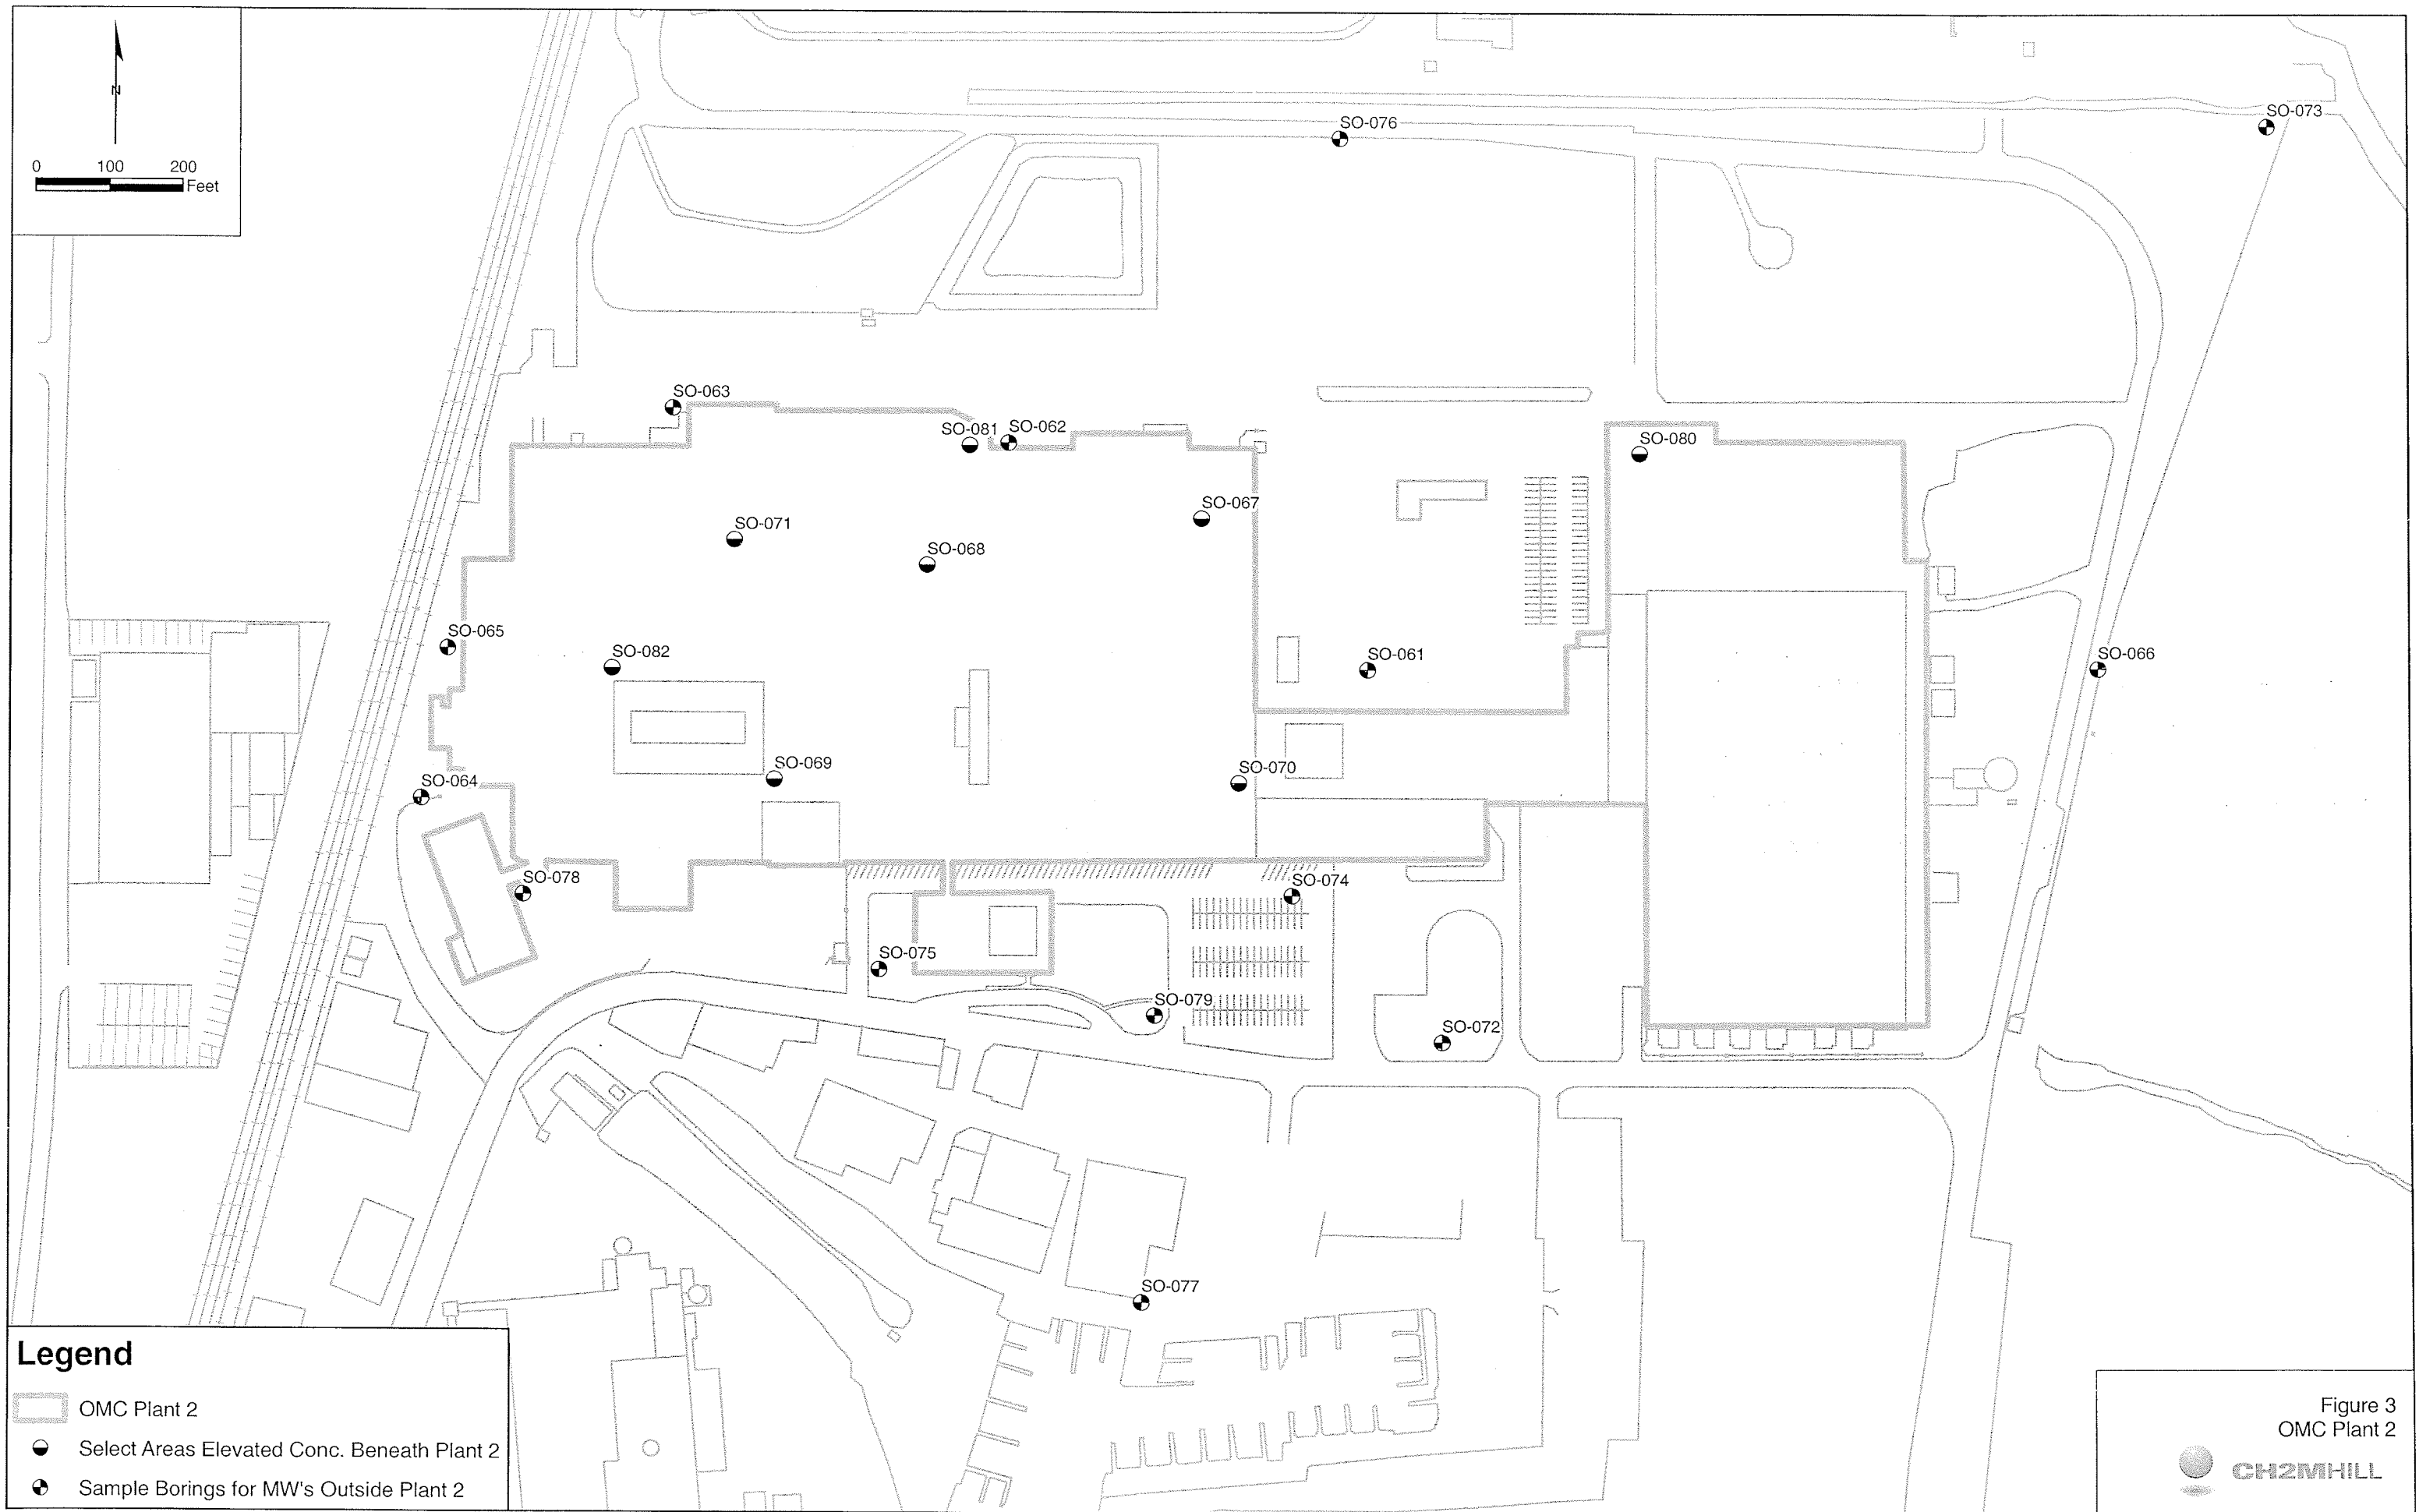 N
0 100 200
Feet
SO-076
SO-073
SO-063
SO-081
SO-062
SO-080
SO-067
SO-071
SO-068
SO-065
SO-082
SO-061
SO-066
SO-069
SO-070
SO-064
SO-078
SO-074
SO-075
SO-079
SO-072
SO-077
Legend
OMC Plant 2
Select Areas Elevated Conc. Beneath Plant 2
Sample Borings for MW's Outside Plant 2
Figure 3
OMC Plant 2
CH2MHILL